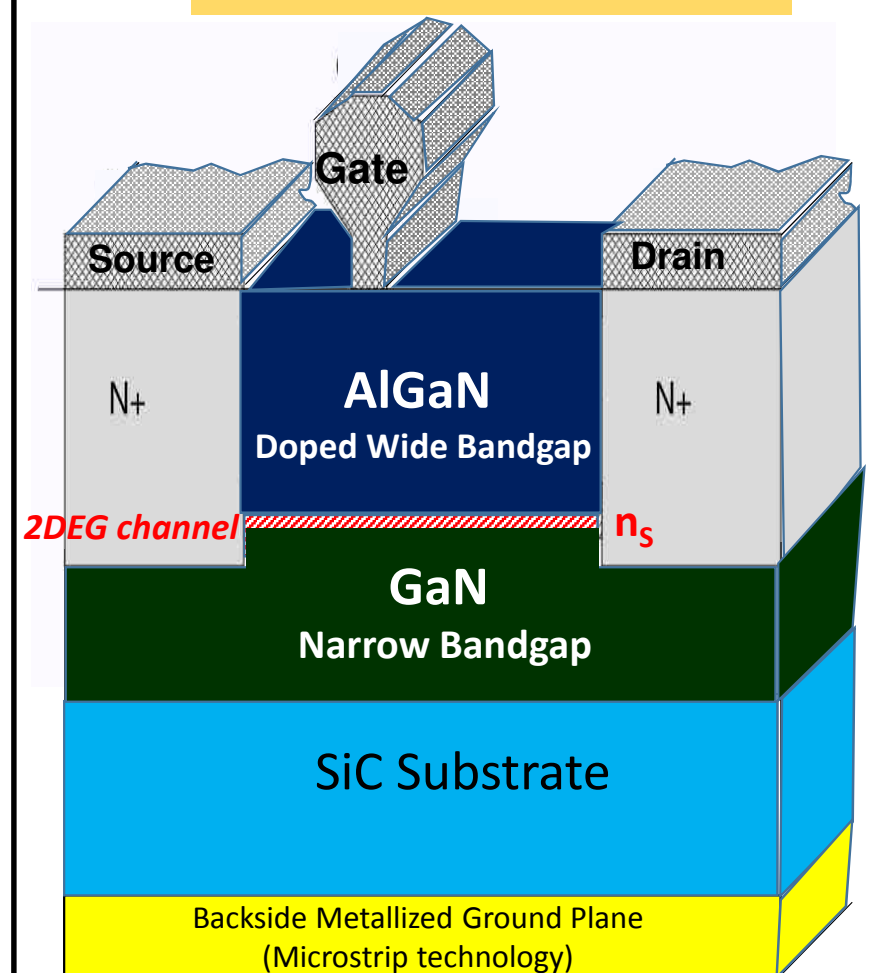 Gate
Source
Drain
N+
AlGaN
Doped Wide Bandgap
N+
2DEG channel
nS
GaN
Narrow Bandgap
SiC Substrate
Backside Metallized Ground Plane
(Microstrip technology)